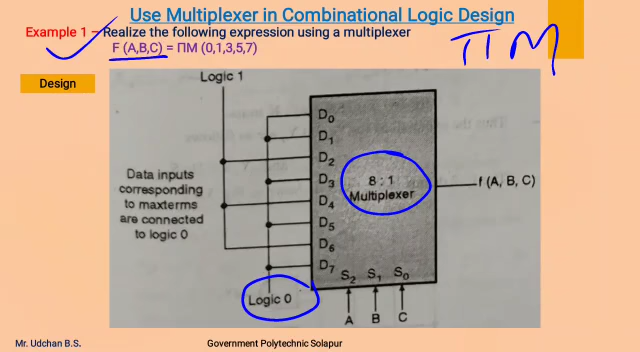 Use Multiplexer in Combinational Logic Design
Example 1 – Realize the following expression using a multiplexer
F (A,B,C) = ΠM (0,1,3,5,7)
ΠM
Design
Logic 1
D0
D1
D2
D3
D4
D5
D6
D7
Data inputs
corresponding
to maxterms
are connected
to logic 0
8 : 1
Multiplexer
f (A, B, C)
S2 S1 S0
Logic 0
A B C
Mr. Udchan B.S.
Government Polytechnic Solapur